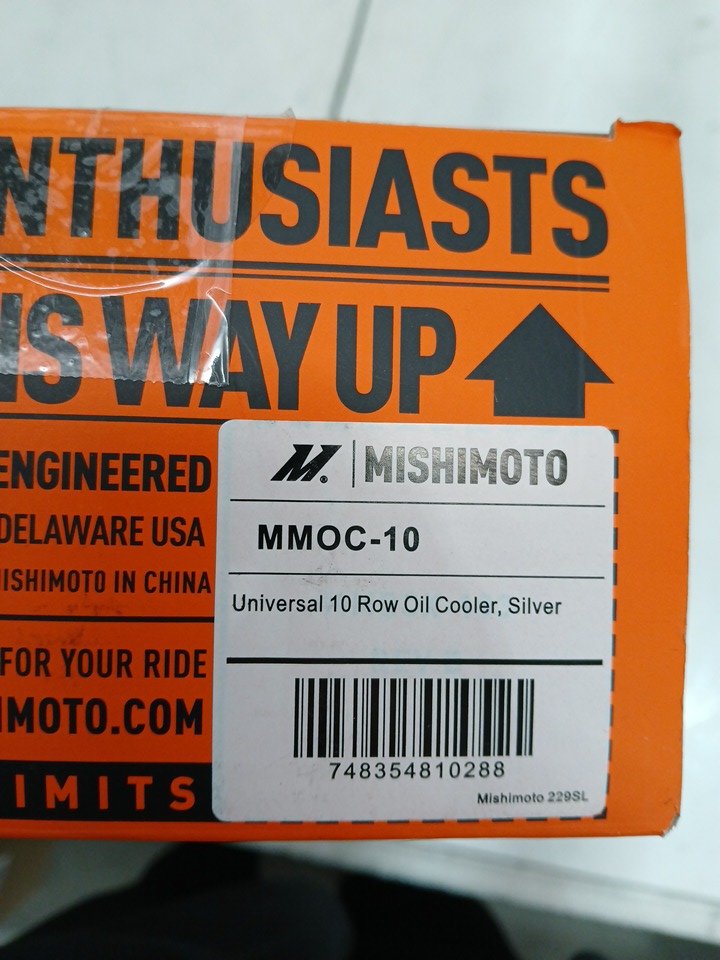 NTHUSIASTS
IS WAY UP
ENGINEERED
DELAWARE USA
MISHIMOTO IN CHINA
FOR YOUR RIDE
IMOTO.COM
IMITS
M. MISHIMOTO
MMOC-10
Universal 10 Row Oil Cooler, Silver
748354810288
Mishimoto 229SL